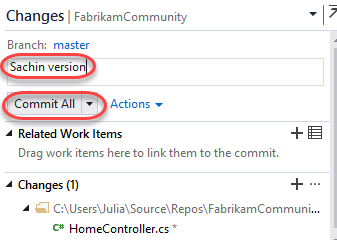 Changes | FabrikamCommunity
Branch: master
Sachin version
Commit All Actions
Related Work Items
Drag work items here to link them to the commit.
Changes (1)
C:\Users\Julia\Source\Repos\FabrikamCommuni...
HomeController.cs *